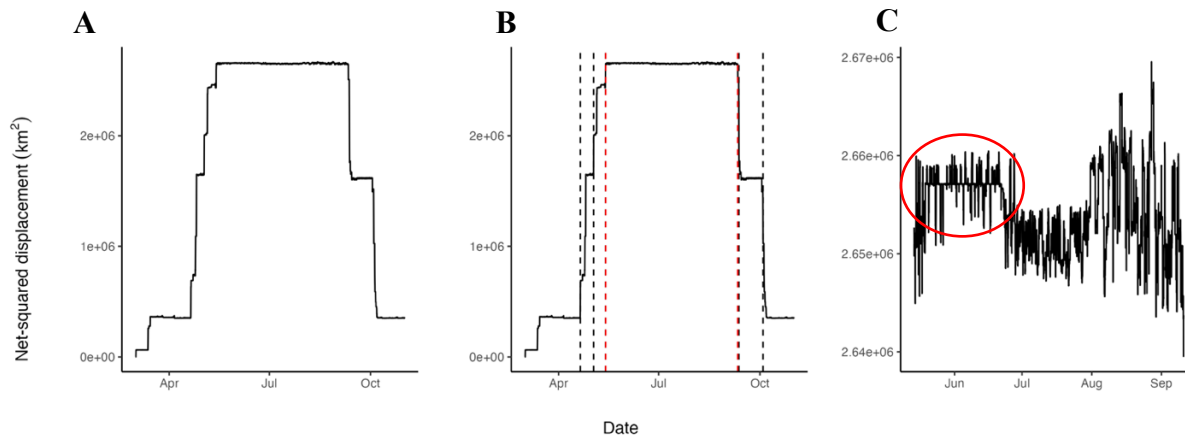 A
B
C
Net-squared displacement (km²)
2e+06
1e+06
0e+00
Apr
Jul
Oct
2e+06
1e+06
0e+00
Apr
Jul
Oct
2.67e+06
2.66e+06
2.65e+06
2.64e+06
Jun
Jul
Aug
Sep
Date